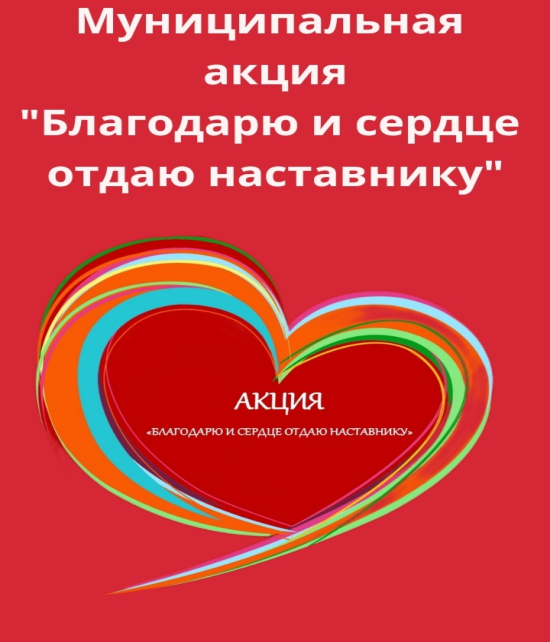 Муниципальная
акция
"Благодарю и сердце
отдаю наставнику"
АКЦИЯ
«БЛАГОДАРЮ И СЕРДЦЕ ОТДАЮ НАСТАВНИКУ»